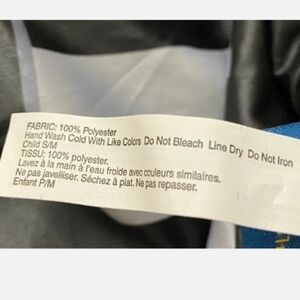 FABRIC: 100% Polyester
Hand Wash Cold With Like Colors Do Not Bleach Line Dry Do Not Iron
Child S/M
TISSU: 100% polyester.
Lavez à la main à l'eau froide avec couleurs similaires.
Ne pas javelliser. Séchez à plat. Ne pas repasser.
Enfant P/M